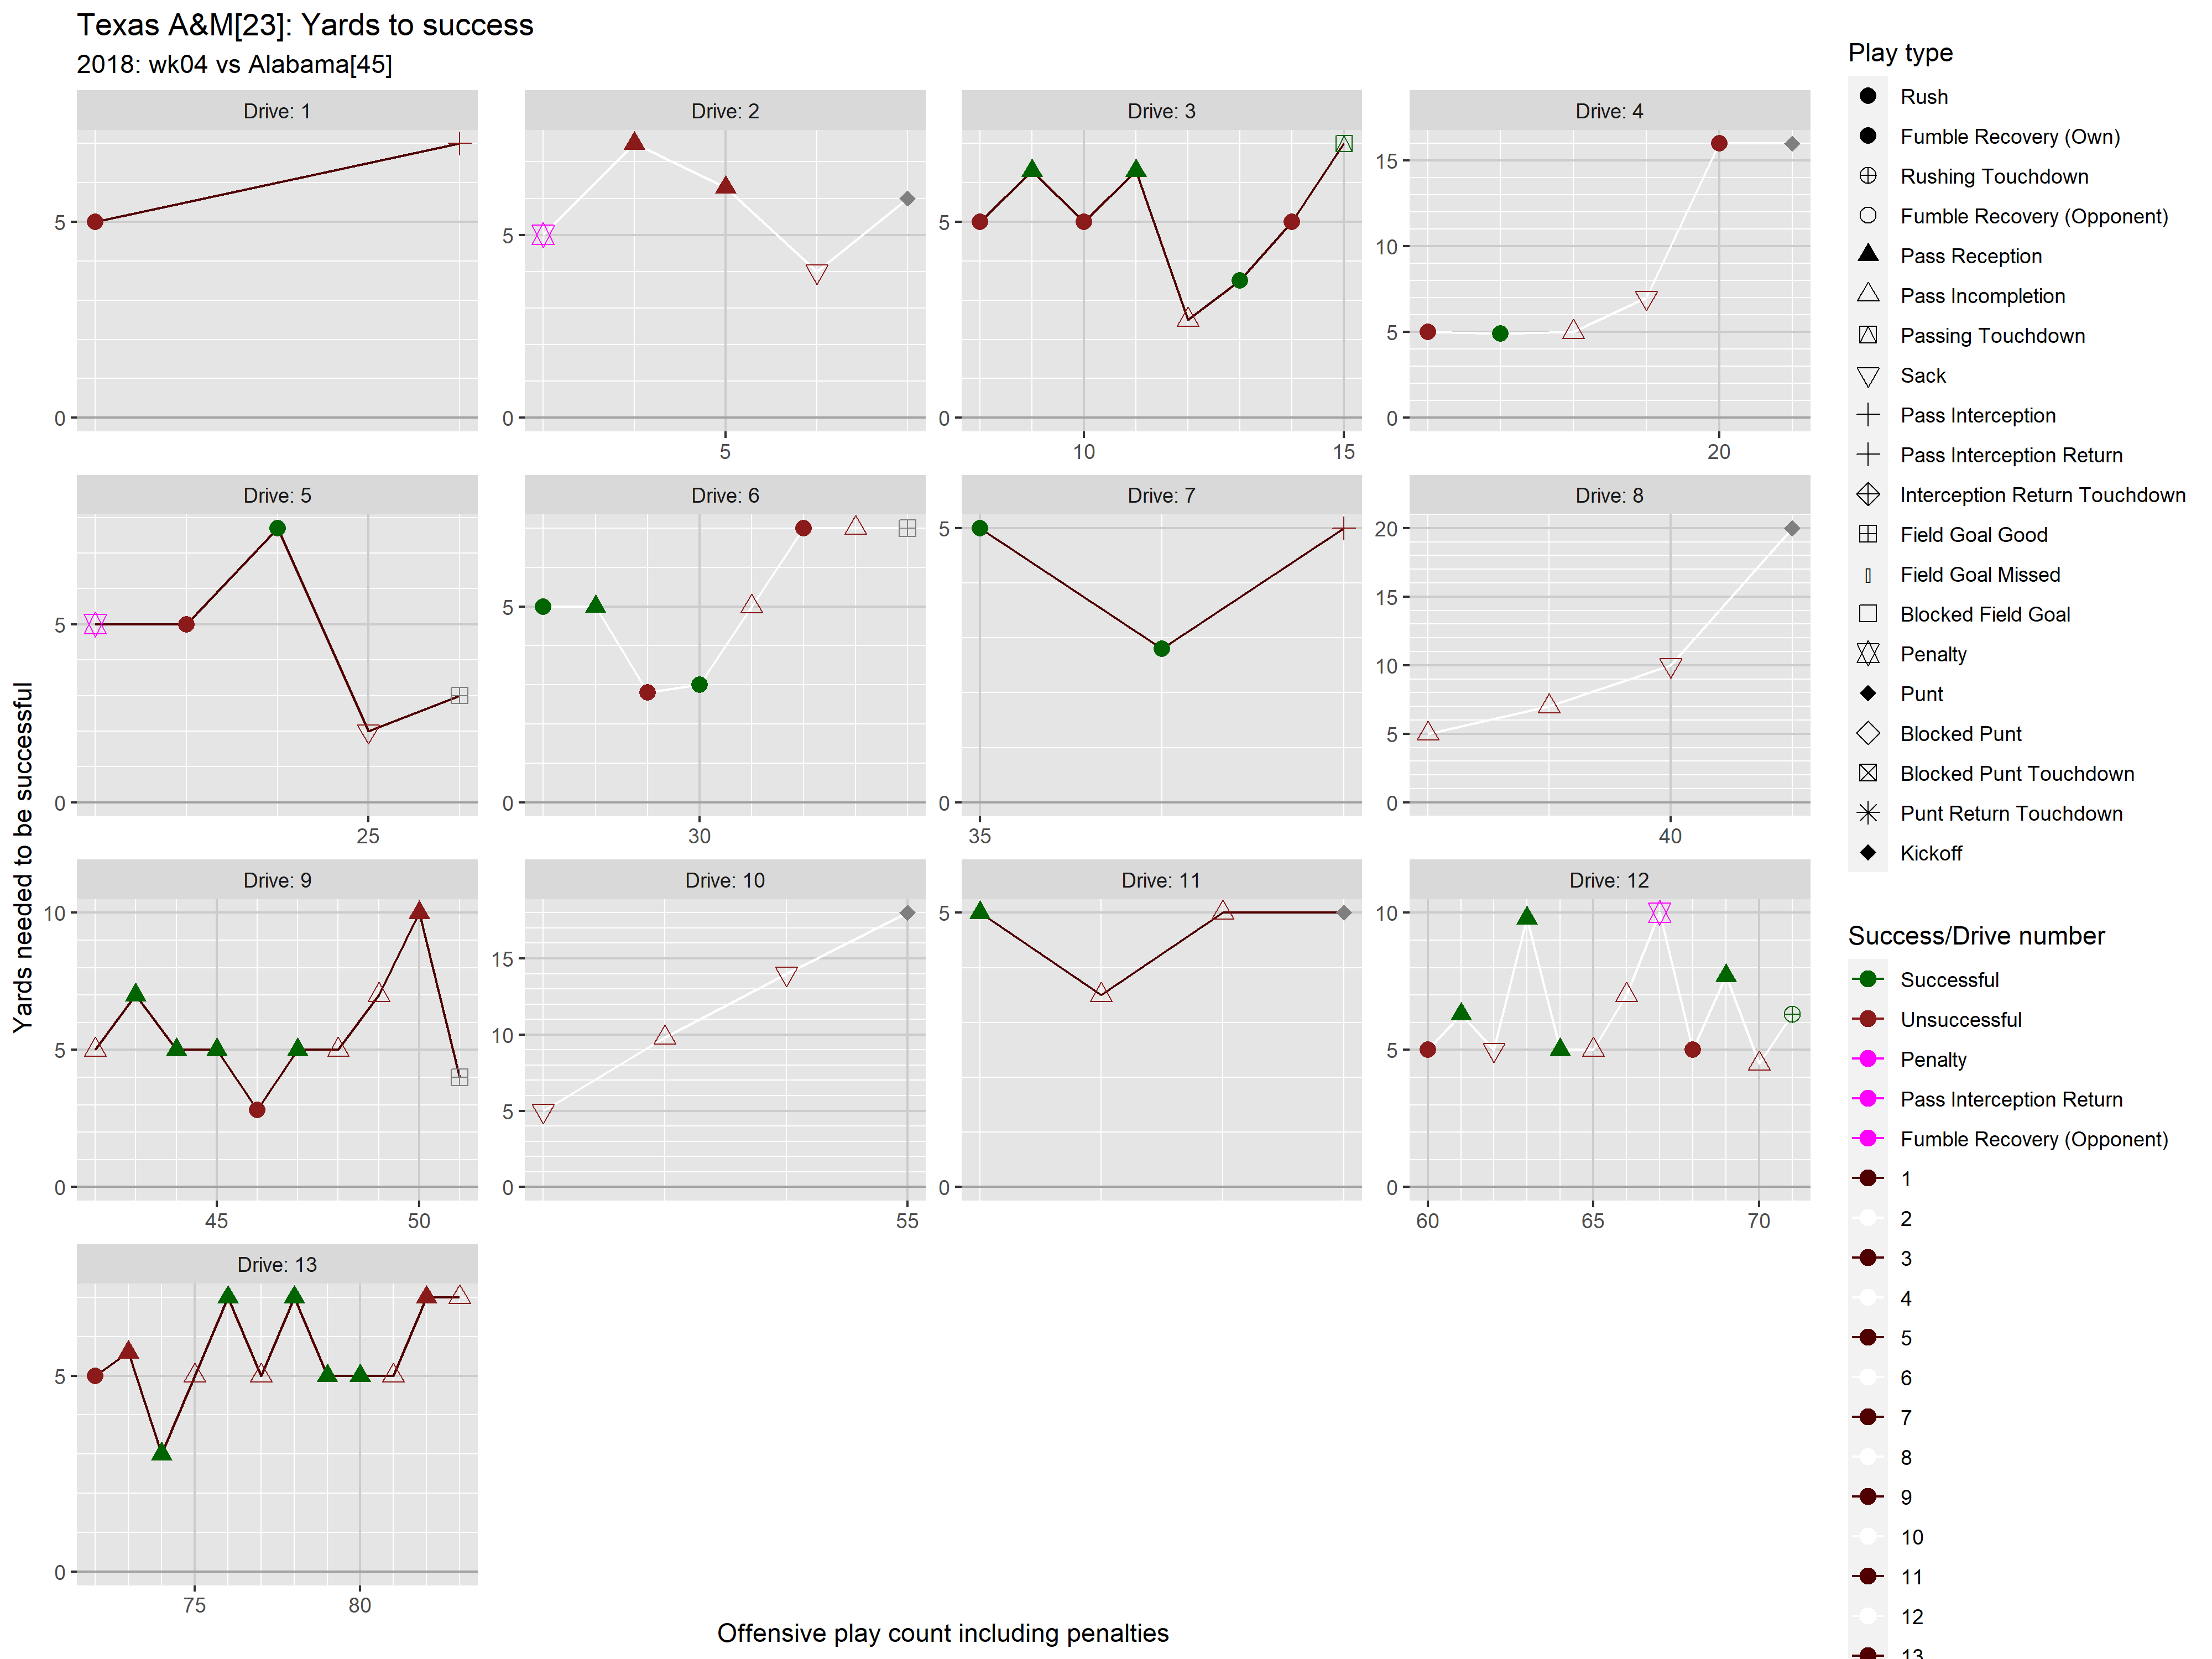 Texas A&M[23]: Yards to success
2018: wk04 vs Alabama[45]
Drive: 1
Drive: 2
Drive: 3
Drive: 4
5
0
5
0
5
0
15
10
5
0
5
10
15
20
Drive: 5
Drive: 6
Drive: 7
Drive: 8
5
0
5
0
5
0
20
15
10
5
0
25
30
35
40
Drive: 9
Drive: 10
Drive: 11
Drive: 12
10
5
0
15
10
5
0
5
0
10
5
0
45
50
55
60
65
70
Drive: 13
5
0
75
80
Yards needed to be successful
Offensive play count including penalties
Play type
Rush
Fumble Recovery (Own)
Rushing Touchdown
Fumble Recovery (Opponent)
Pass Reception
Pass Incompletion
Passing Touchdown
Sack
Pass Interception
Pass Interception Return
Interception Return Touchdown
Field Goal Good
Field Goal Missed
Blocked Field Goal
Penalty
Punt
Blocked Punt
Blocked Punt Touchdown
Punt Return Touchdown
Kickoff
Success/Drive number
Successful
Unsuccessful
Penalty
Pass Interception Return
Fumble Recovery (Opponent)
1
2
3
4
5
6
7
8
9
10
11
12
13